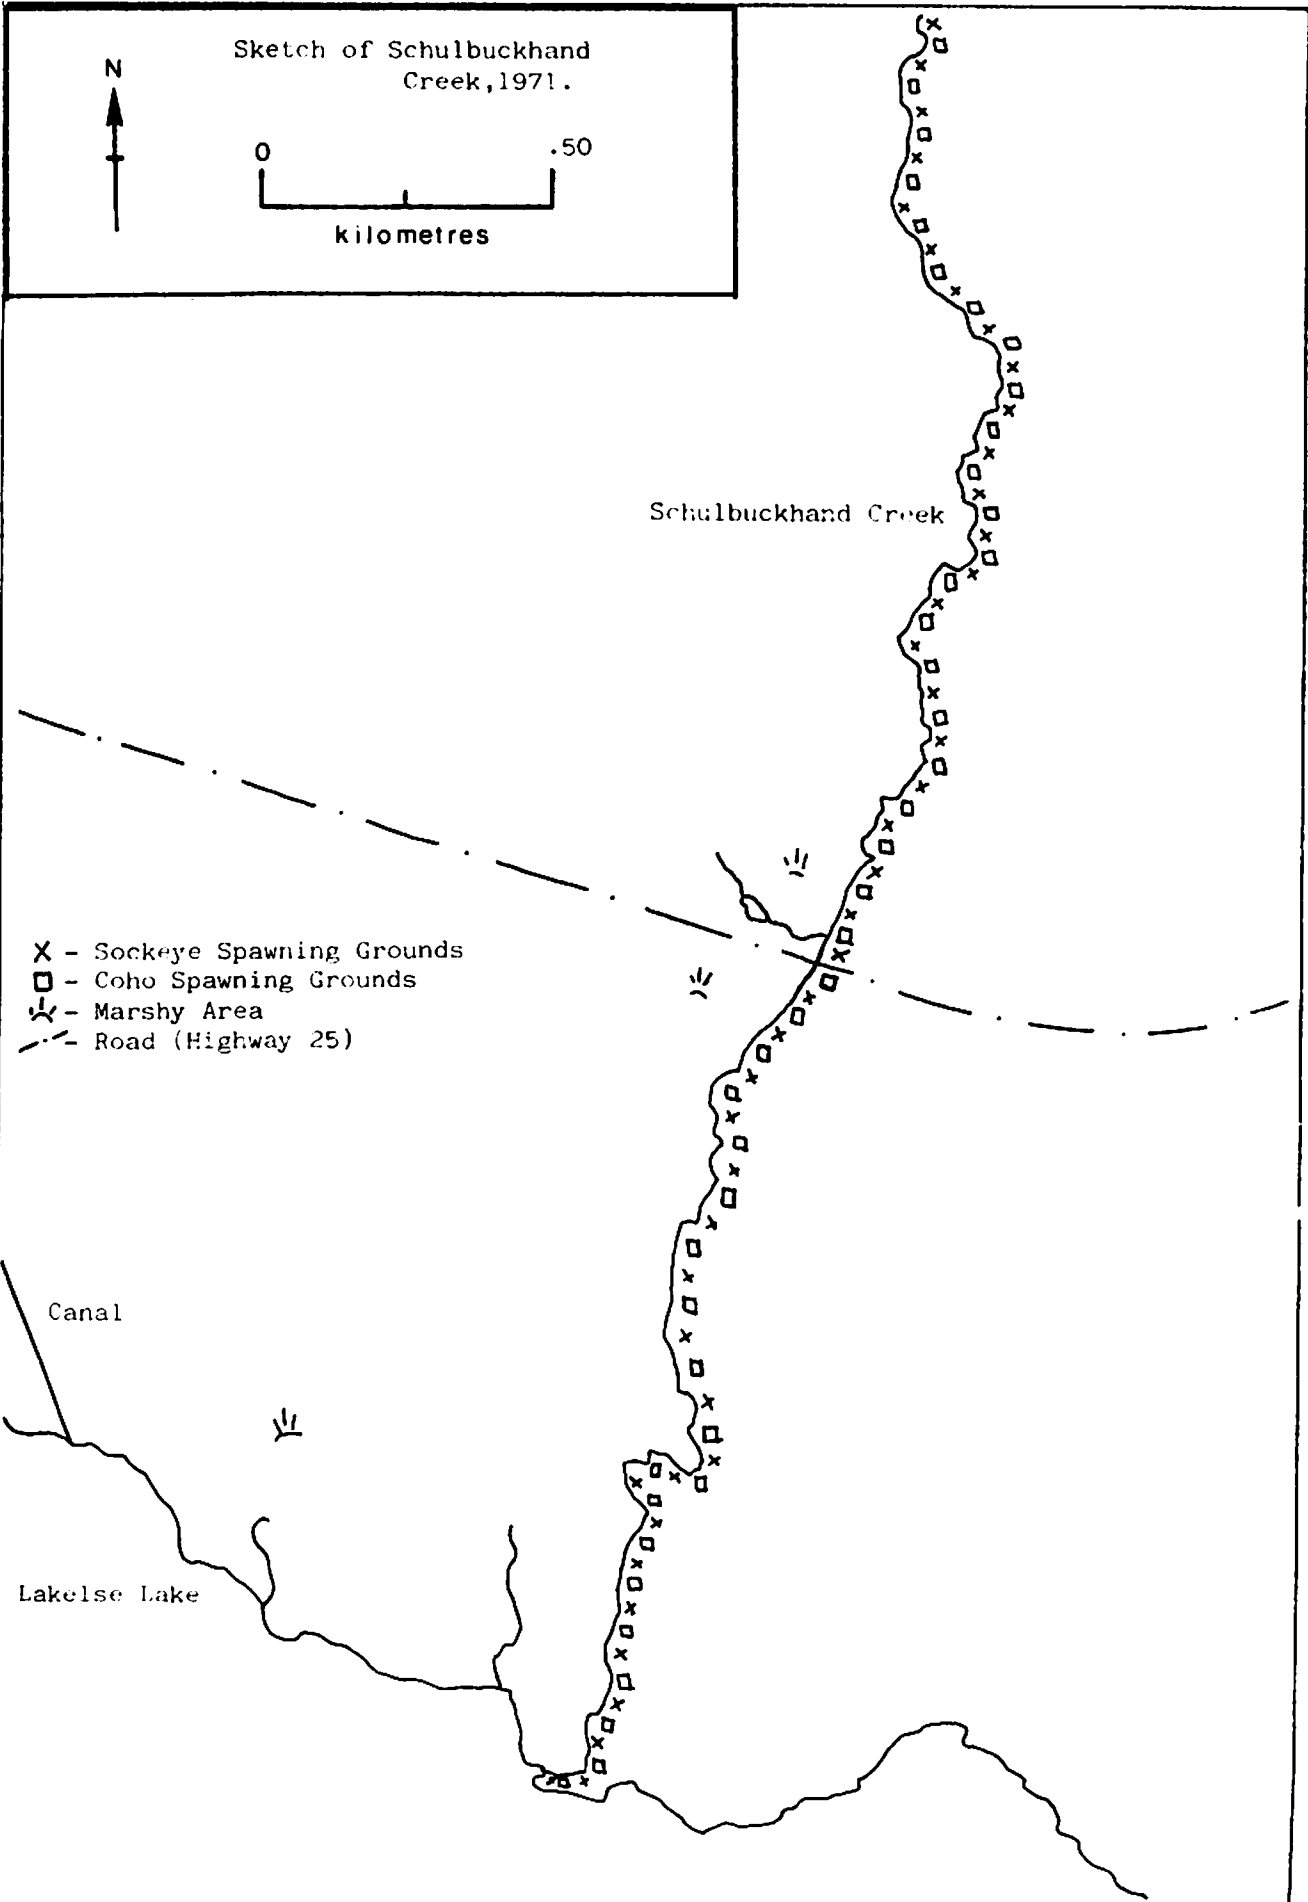 Sketch of Schulbuckhand
Creek,1971.
N
0 .50
kilometres
Schulbuckhand Creek
X - Sockeye Spawning Grounds
□ - Coho Spawning Grounds
- Marshy Area
- Road (Highway 25)
Canal
Lakelse Lake